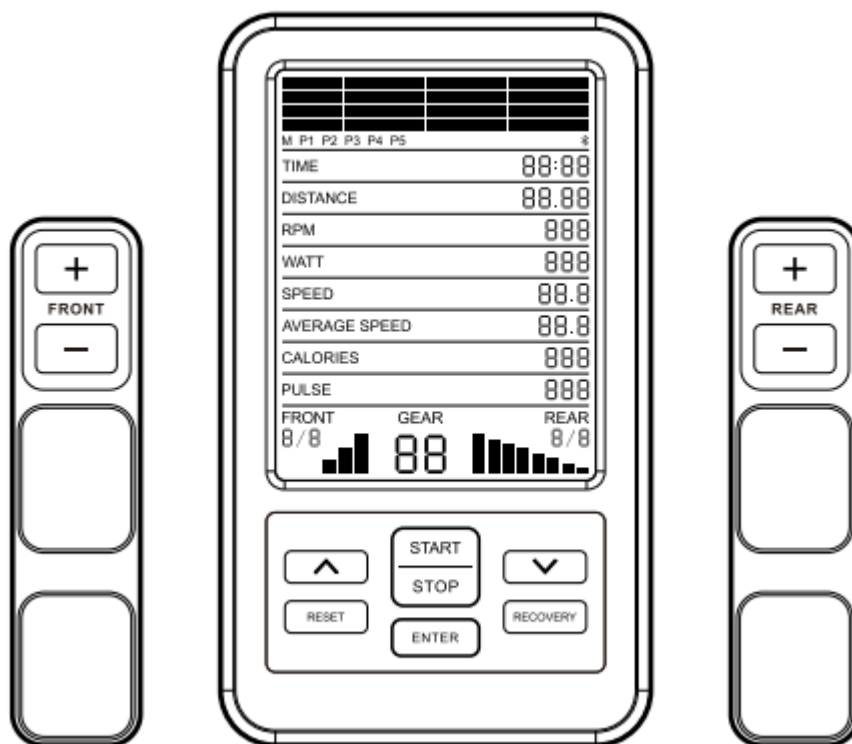 M P1 P2 P3 P4 P5
TIME 88:88
DISTANCE 88.88
RPM 888
WATT 888
SPEED 88.8
AVERAGE SPEED 88.8
CALORIES 888
PULSE 888
FRONT GEAR REAR
8/8 88 8/8
+
FRONT
−
+
REAR
−
START
STOP
RESET
ENTER
RECOVERY